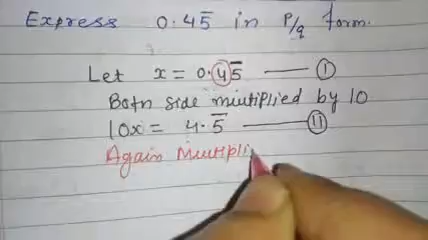 Express 0.45̅ in P/q form.
Let x = 0.45̅ —— ①
Both side multiplied by 10
10x = 4.5̅ —— ⑪
Again Multipli